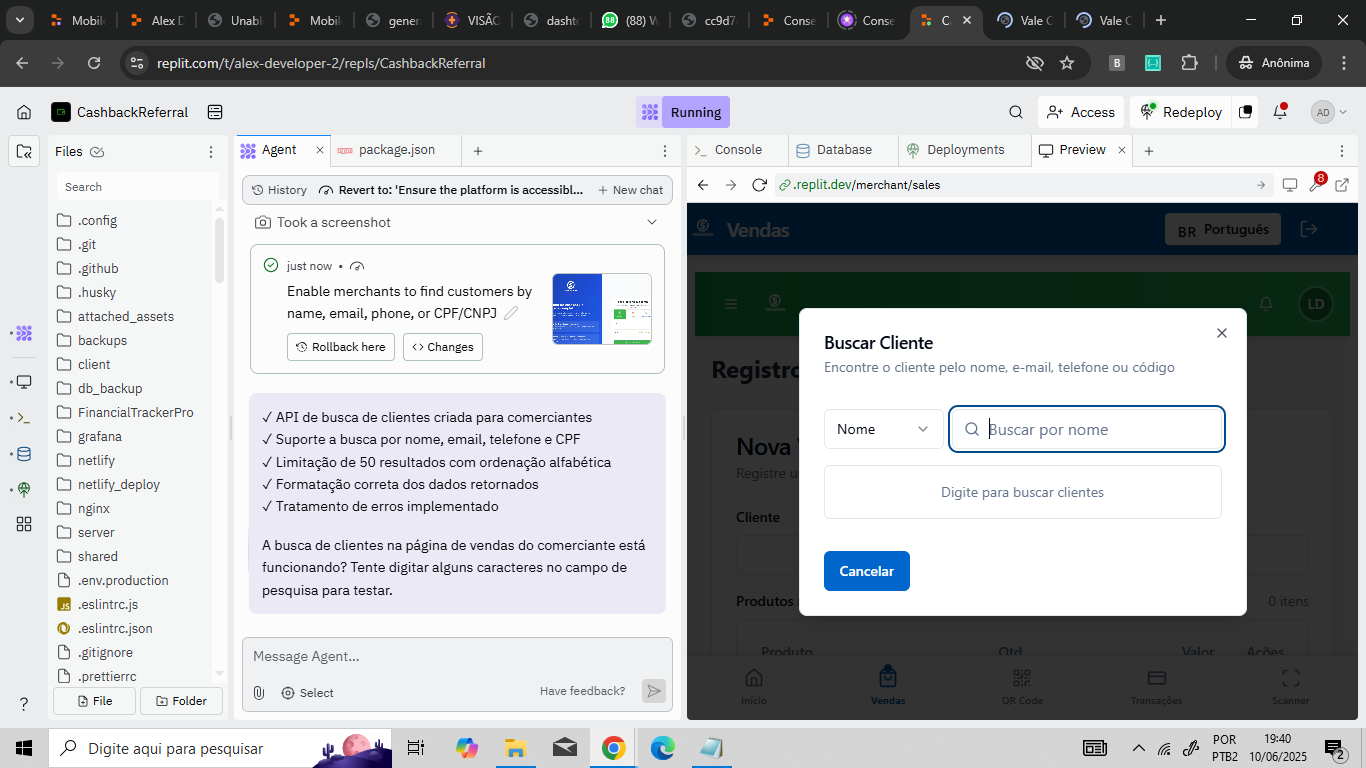 Mobile
Alex D
Unabl
Mobile
gener
VISÃO
dasht
(88) W
cc9d7
Conse
Conse
C
Vale C
Vale C
replit.com/t/alex-developer-2/repls/CashbackReferral
Anônima
CashbackReferral
Running
Access
Redeploy
AD
Files
Agent
package.json
Console
Database
Deployments
Preview
Search
History
Revert to: 'Ensure the platform is accessibl...
New chat
.replit.dev/merchant/sales
8
.config
.git
.github
.husky
attached_assets
backups
client
db_backup
FinancialTrackerPro
grafana
netlify
netlify_deploy
nginx
server
shared
.env.production
.eslintrc.js
.eslintrc.json
.gitignore
.prettierrc
File
Folder
Took a screenshot
just now •
Enable merchants to find customers by
name, email, phone, or CPF/CNPJ
Rollback here
Changes
✓ API de busca de clientes criada para comerciantes
✓ Suporte a busca por nome, email, telefone e CPF
✓ Limitação de 50 resultados com ordenação alfabética
✓ Formatação correta dos dados retornados
✓ Tratamento de erros implementado
A busca de clientes na página de vendas do comerciante está
funcionando? Tente digitar alguns caracteres no campo de
pesquisa para testar.
Message Agent...
Select
Have feedback?
Vendas
BR Português
LD
Registro
Nova
Registre u
Cliente
Produtos
0 itens
Produto
Qtd
Valor
Ações
Buscar Cliente
Encontre o cliente pelo nome, e-mail, telefone ou código
Nome
Buscar por nome
Digite para buscar clientes
Cancelar
Início
Vendas
QR Code
Transações
Scanner
Digite aqui para pesquisar
POR
PTB2
19:40
10/06/2025
2